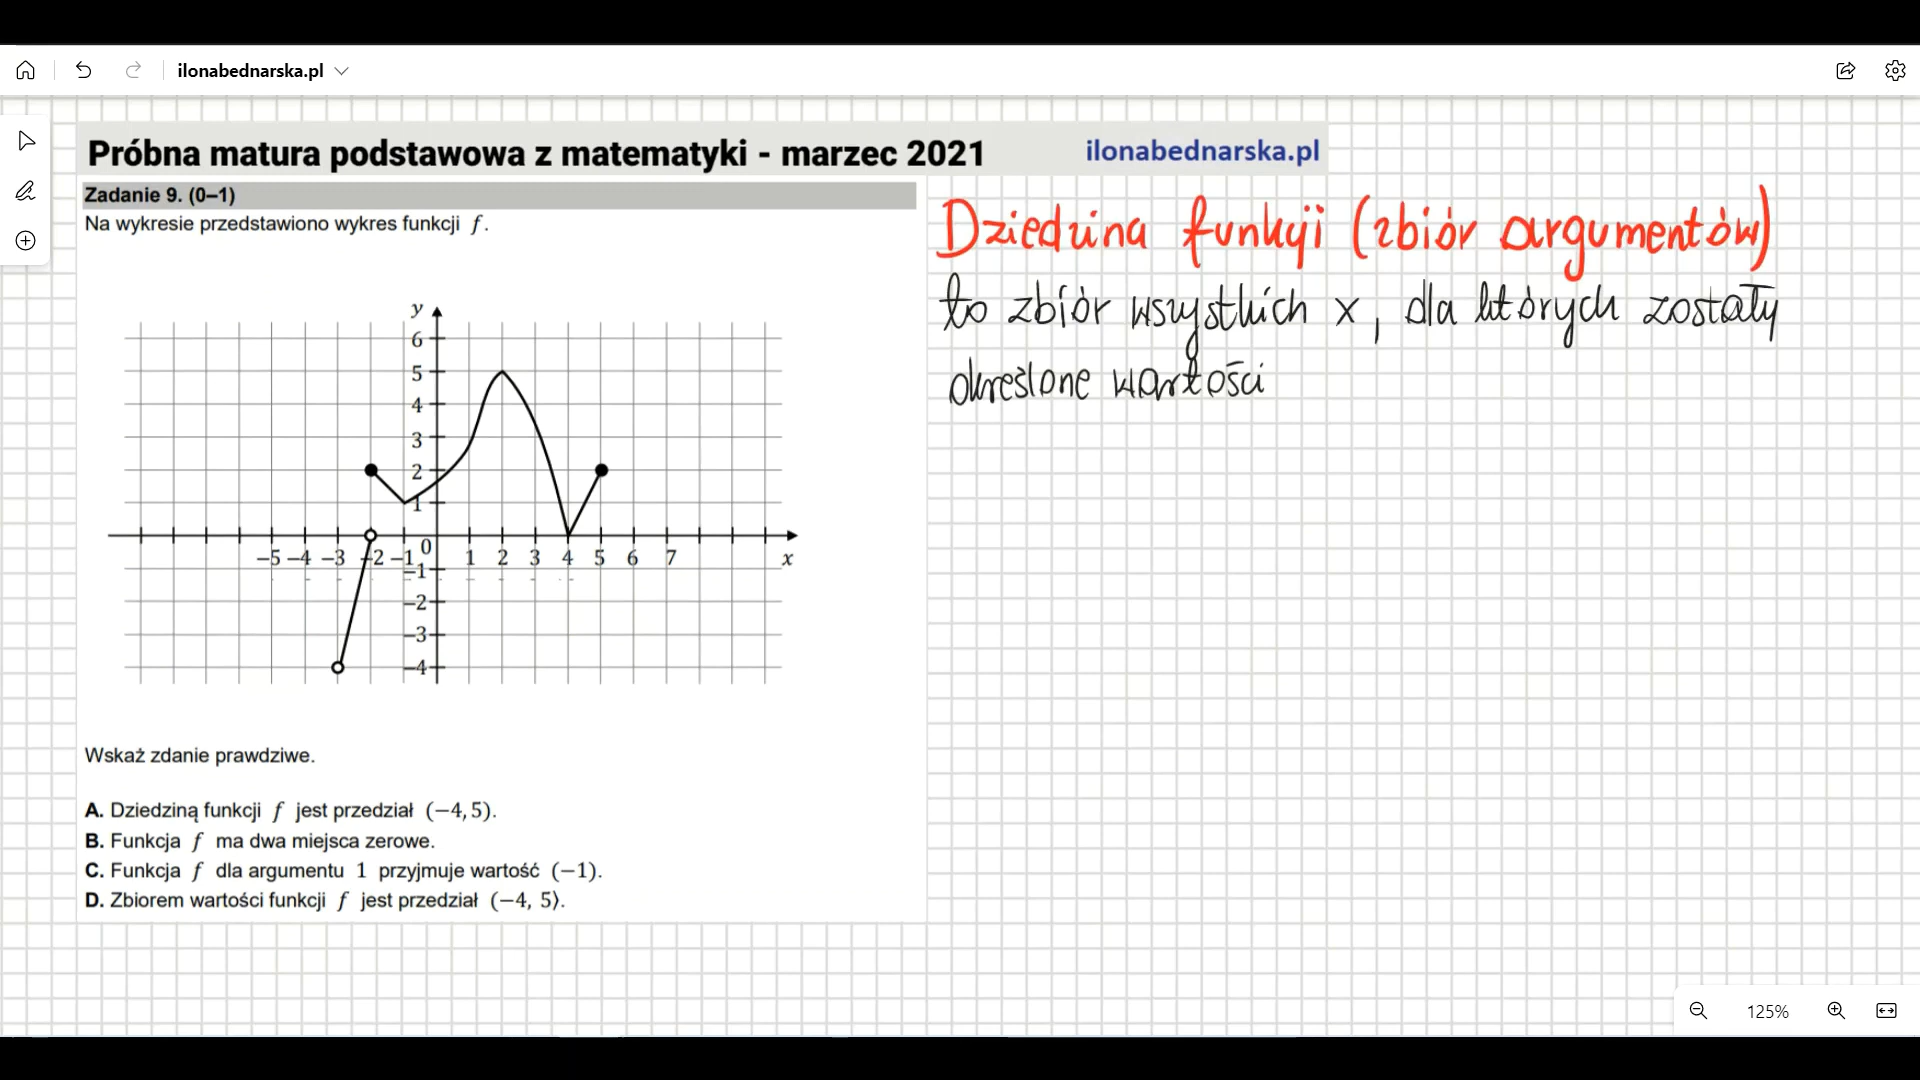 ilonabednarska.pl
Próbna matura podstawowa z matematyki - marzec 2021
ilonabednarska.pl
Zadanie 9. (0–1)
Na wykresie przedstawiono wykres funkcji f.
Dziedzina funkcji (zbiór argumentów)
to zbiór wszystkich x, dla których zostały
określone wartości
y
6
5
4
3
2
1
–5 –4 –3 –2 –1 0 1 2 3 4 5 6 7 x
–1
–2
–3
–4
Wskaż zdanie prawdziwe.
A. Dziedziną funkcji f jest przedział (−4, 5).
B. Funkcja f ma dwa miejsca zerowe.
C. Funkcja f dla argumentu 1 przyjmuje wartość (−1).
D. Zbiorem wartości funkcji f jest przedział (−4, 5⟩.
125%